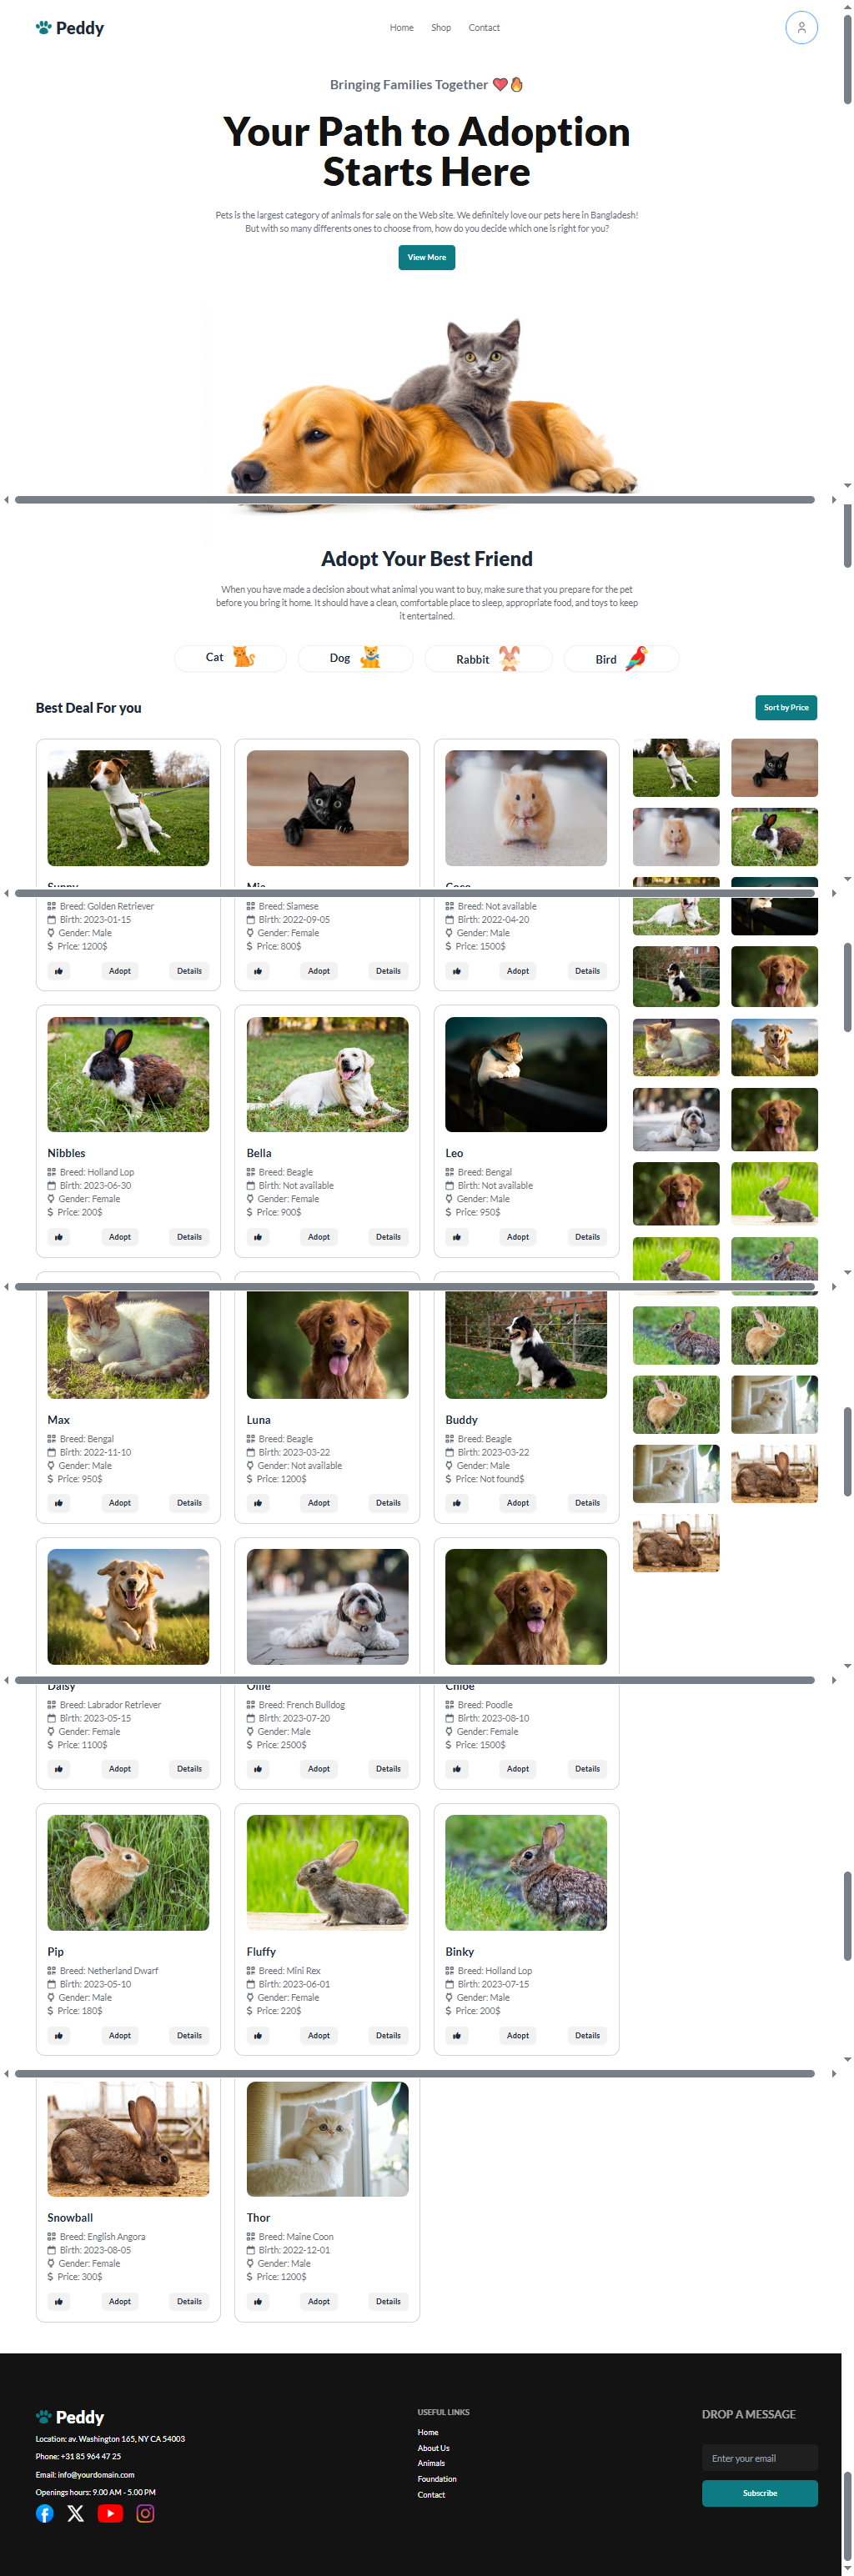 Peddy
Home Shop Contact
Bringing Families Together ❤️🔥
Your Path to Adoption
Starts Here
Pets is the largest category of animals for sale on the Web site. We definitely love our pets here in Bangladesh!
But with so many differents ones to choose from, how do you decide which one is right for you?
View More
Adopt Your Best Friend
When you have made a decision about what animal you want to buy, make sure that you prepare for the pet
before you bring it home. It should have a clean, comfortable place to sleep, appropriate food, and toys to keep
it entertained.
Cat Dog Rabbit Bird
Best Deal For you
Sort by Price
Sunny
Breed: Golden Retriever
Birth: 2023-01-15
Gender: Male
Price: 1200$
Adopt Details
Mia
Breed: Siamese
Birth: 2022-09-05
Gender: Female
Price: 800$
Adopt Details
Coco
Breed: Not available
Birth: 2022-04-20
Gender: Male
Price: 1500$
Adopt Details
Nibbles
Breed: Holland Lop
Birth: 2023-06-30
Gender: Female
Price: 200$
Adopt Details
Bella
Breed: Beagle
Birth: Not available
Gender: Female
Price: 900$
Adopt Details
Leo
Breed: Bengal
Birth: Not available
Gender: Male
Price: 950$
Adopt Details
Max
Breed: Bengal
Birth: 2022-11-10
Gender: Male
Price: 950$
Adopt Details
Luna
Breed: Beagle
Birth: 2023-03-22
Gender: Not available
Price: 1200$
Adopt Details
Buddy
Breed: Beagle
Birth: 2023-03-22
Gender: Male
Price: Not found$
Adopt Details
Daisy
Breed: Labrador Retriever
Birth: 2023-05-15
Gender: Female
Price: 1100$
Adopt Details
Ollie
Breed: French Bulldog
Birth: 2023-07-20
Gender: Male
Price: 2500$
Adopt Details
Chloe
Breed: Poodle
Birth: 2023-08-10
Gender: Female
Price: 1500$
Adopt Details
Pip
Breed: Netherland Dwarf
Birth: 2023-05-10
Gender: Male
Price: 180$
Adopt Details
Fluffy
Breed: Mini Rex
Birth: 2023-06-01
Gender: Female
Price: 220$
Adopt Details
Binky
Breed: Holland Lop
Birth: 2023-07-15
Gender: Male
Price: 200$
Adopt Details
Snowball
Breed: English Angora
Birth: 2023-08-05
Gender: Female
Price: 300$
Adopt Details
Thor
Breed: Maine Coon
Birth: 2022-12-01
Gender: Male
Price: 1200$
Adopt Details
Peddy
Location: av. Washington 165, NY CA 54003
Phone: +31 85 964 47 25
Email: info@yourdomain.com
Openings hours: 9.00 AM - 5.00 PM
USEFUL LINKS
Home
About Us
Animals
Foundation
Contact
DROP A MESSAGE
Enter your email
Subscribe